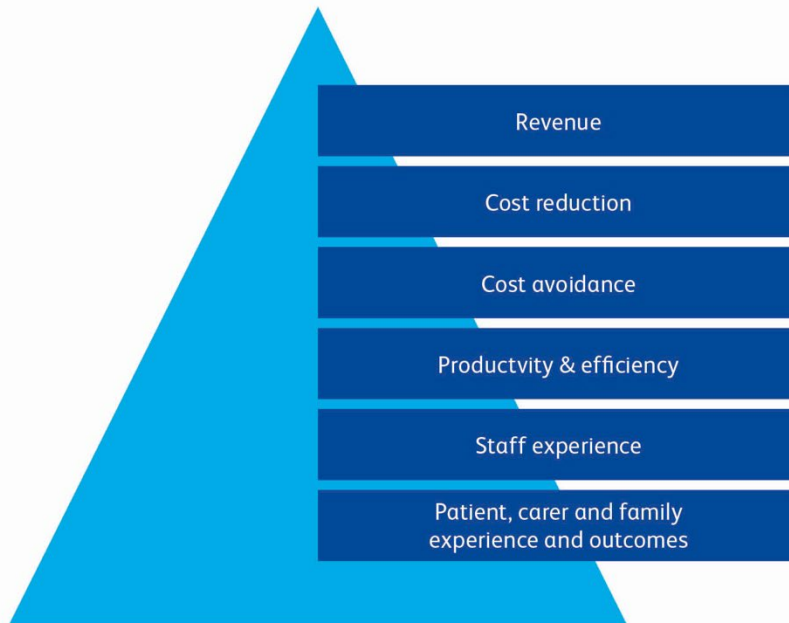 Revenue
Cost reduction
Cost avoidance
Productvity & efficiency
Staff experience
Patient, carer and family
experience and outcomes